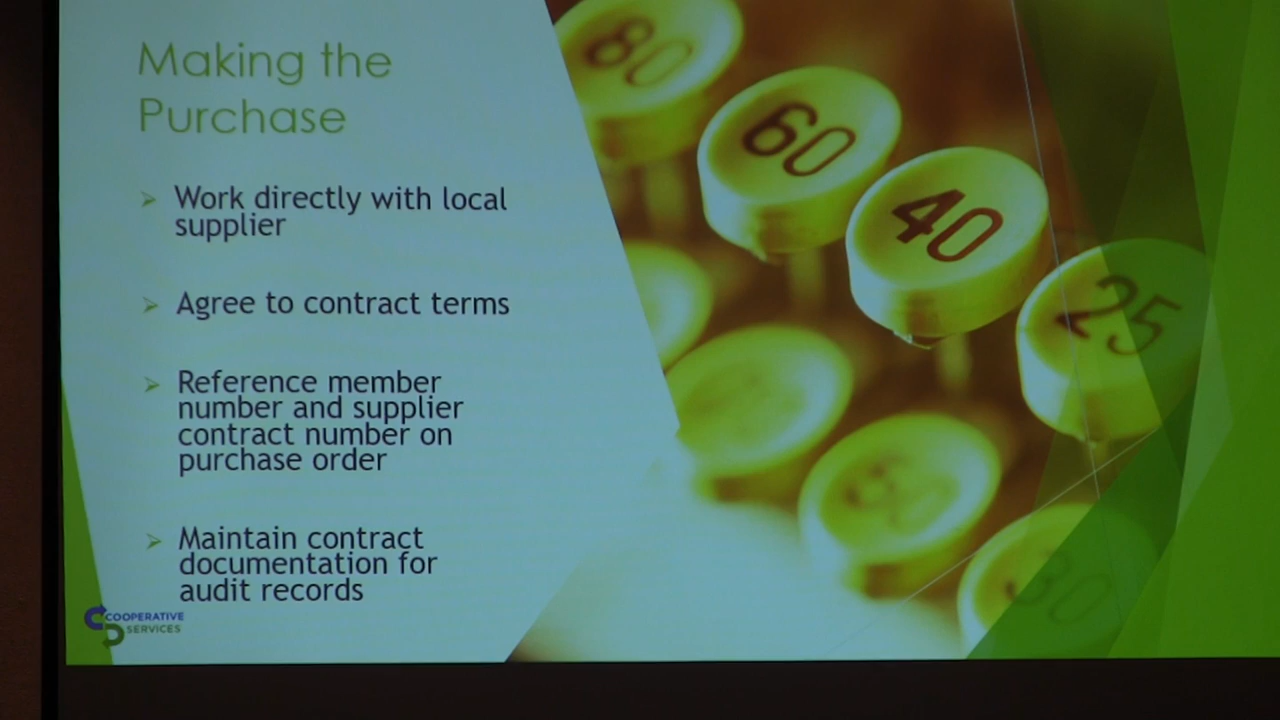 Making the
Purchase
➢ Work directly with local
supplier
➢ Agree to contract terms
➢ Reference member
number and supplier
contract number on
purchase order
➢ Maintain contract
documentation for
audit records
COOPERATIVE
SERVICES
80
60
40
25
30